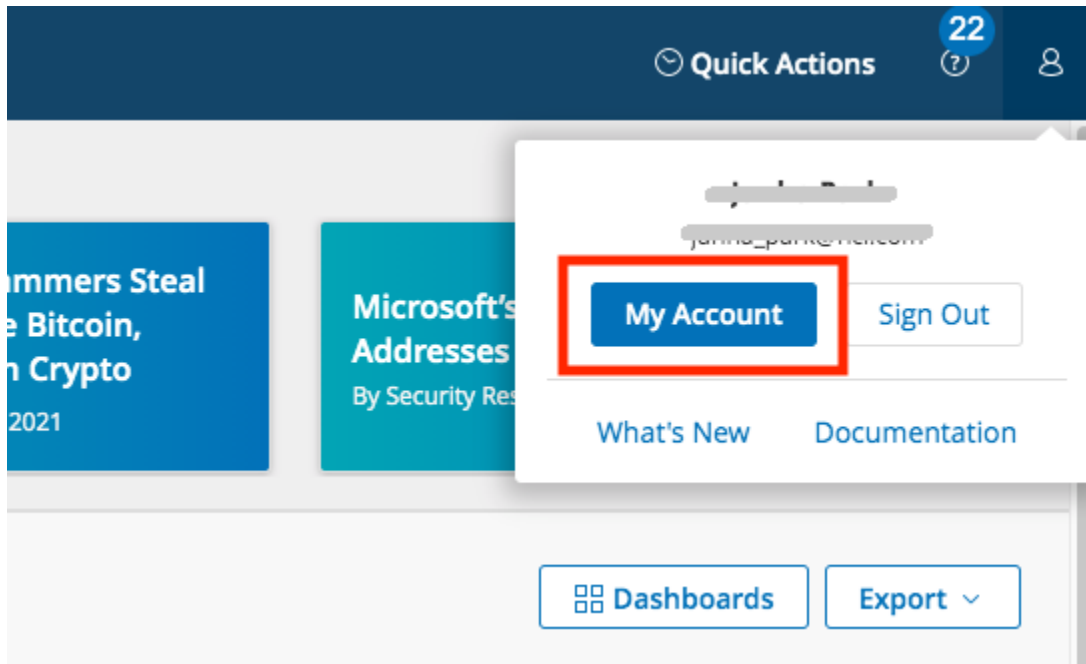 22
Quick Actions
My Account
Sign Out
What's New
Documentation
ammers Steal
e Bitcoin,
n Crypto
2021
Microsoft's
Addresses
By Security Res
Dashboards
Export